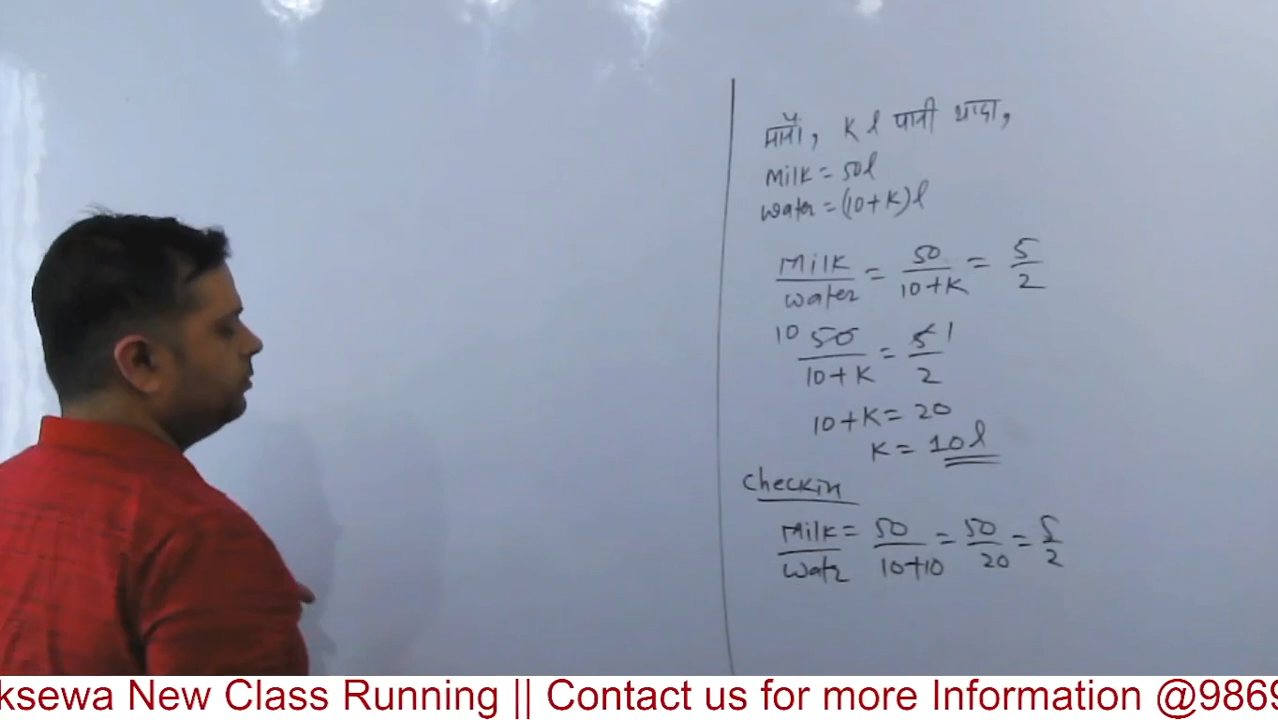 मानौं, K l पानी थप्दा,
Milk = 50l
Water = (10+K)l
Milk/Water = 50/10+K = 5/2
10 50/10+K = 5 1/2
10+K = 20
K = 10l
Checkin
Milk/Watr = 50/10+10 = 50/20 = 5/2
ksewa New Class Running || Contact us for more Information @9869